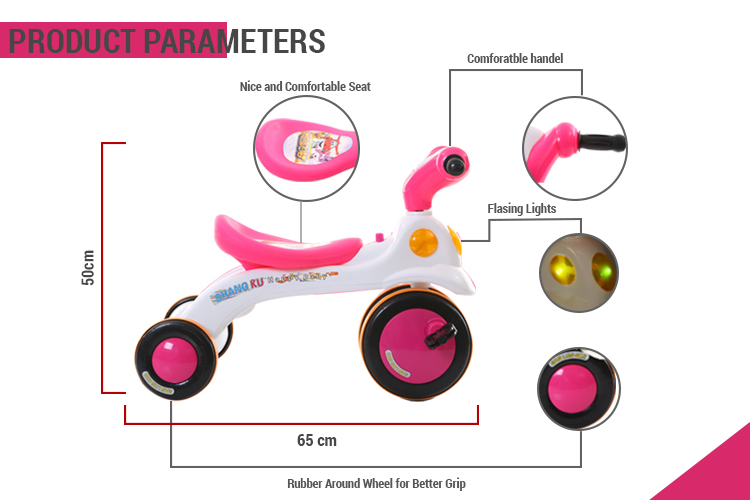 PRODUCT PARAMETERS
Comforatble handel
Nice and Comfortable Seat
Flasing Lights
50cm
65 cm
Rubber Around Wheel for Better Grip